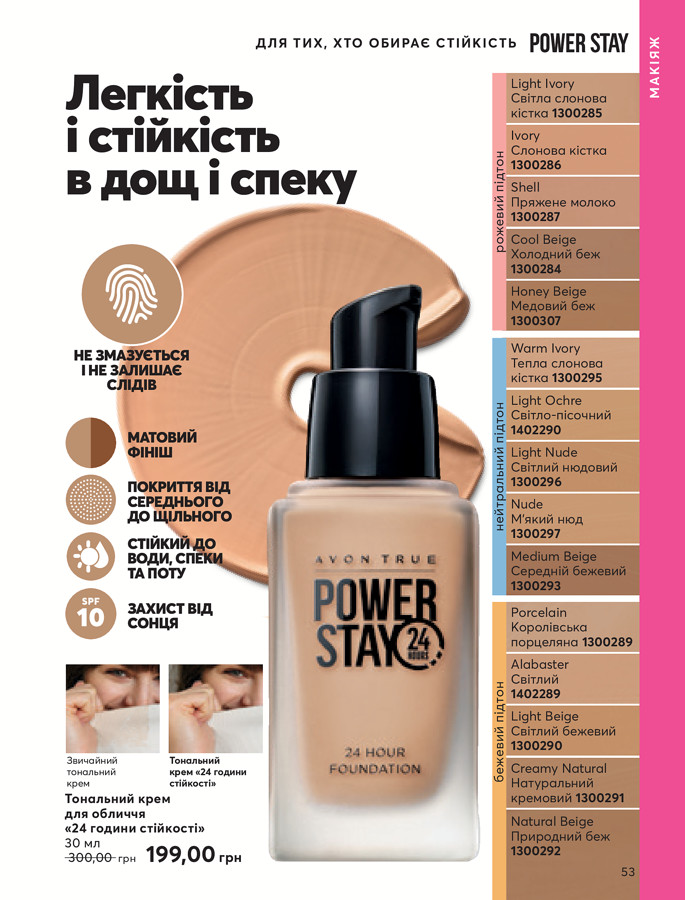 ДЛЯ ТИХ, ХТО ОБИРАЄ СТІЙКІСТЬ POWER STAY
МАКІЯЖ
Легкість
і стійкість
в дощ і спеку
НЕ ЗМАЗУЄТЬСЯ
І НЕ ЗАЛИШАЄ
СЛІДІВ
МАТОВИЙ
ФІНІШ
ПОКРИТТЯ ВІД
СЕРЕДНЬОГО
ДО ЩІЛЬНОГО
СТІЙКИЙ ДО
ВОДИ, СПЕКИ
ТА ПОТУ
SPF
10
ЗАХИСТ ВІД
СОНЦЯ
Звичайний
тональний
крем
Тональний
крем «24 години
стійкості»
Тональний крем
для обличчя
«24 години стійкості»
30 мл
300,00 грн 199,00 грн
AVON TRUE
POWER
STAY
24
HOURS
24 HOUR
FOUNDATION
рожевий підтон
Light Ivory
Світла слонова
кістка 1300285
Ivory
Слонова кістка
1300286
Shell
Пряжене молоко
1300287
Cool Beige
Холодний беж
1300284
Honey Beige
Медовий беж
1300307
нейтральний підтон
Warm Ivory
Тепла слонова
кістка 1300295
Light Ochre
Світло-пісочний
1402290
Light Nude
Світлий нюдовий
1300296
Nude
М'який нюд
1300297
Medium Beige
Середній бежевий
1300293
бежевий підтон
Porcelain
Королівська
порцеляна 1300289
Alabaster
Світлий
1402289
Light Beige
Світлий бежевий
1300290
Creamy Natural
Натуральний
кремовий 1300291
Natural Beige
Природний беж
1300292
53